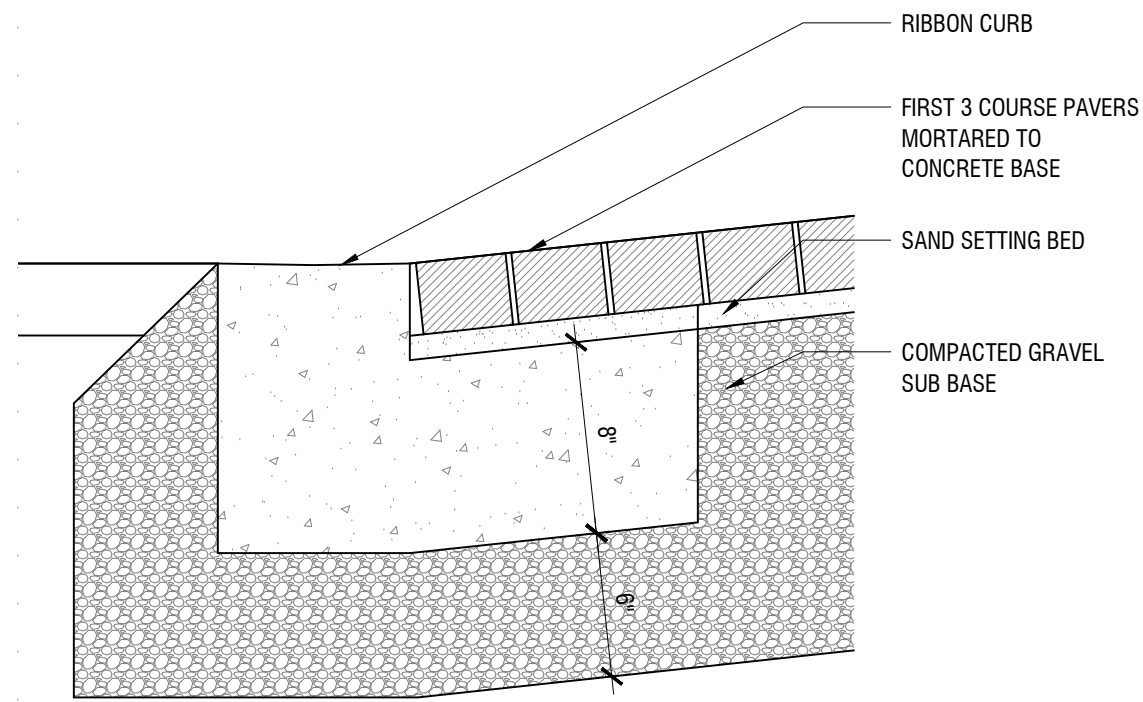 RIBBON CURB
FIRST 3 COURSE PAVERS
MORTARED TO
CONCRETE BASE
SAND SETTING BED
COMPACTED GRAVEL
SUB BASE
8"
6"